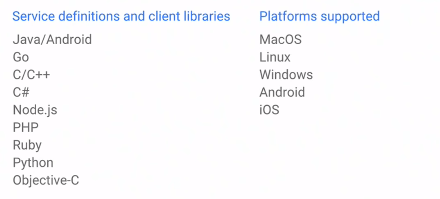 Service definitions and client libraries
Java/Android
Go
C/C++
C#
Node.js
PHP
Ruby
Python
Objective-C
Platforms supported
MacOS
Linux
Windows
Android
iOS